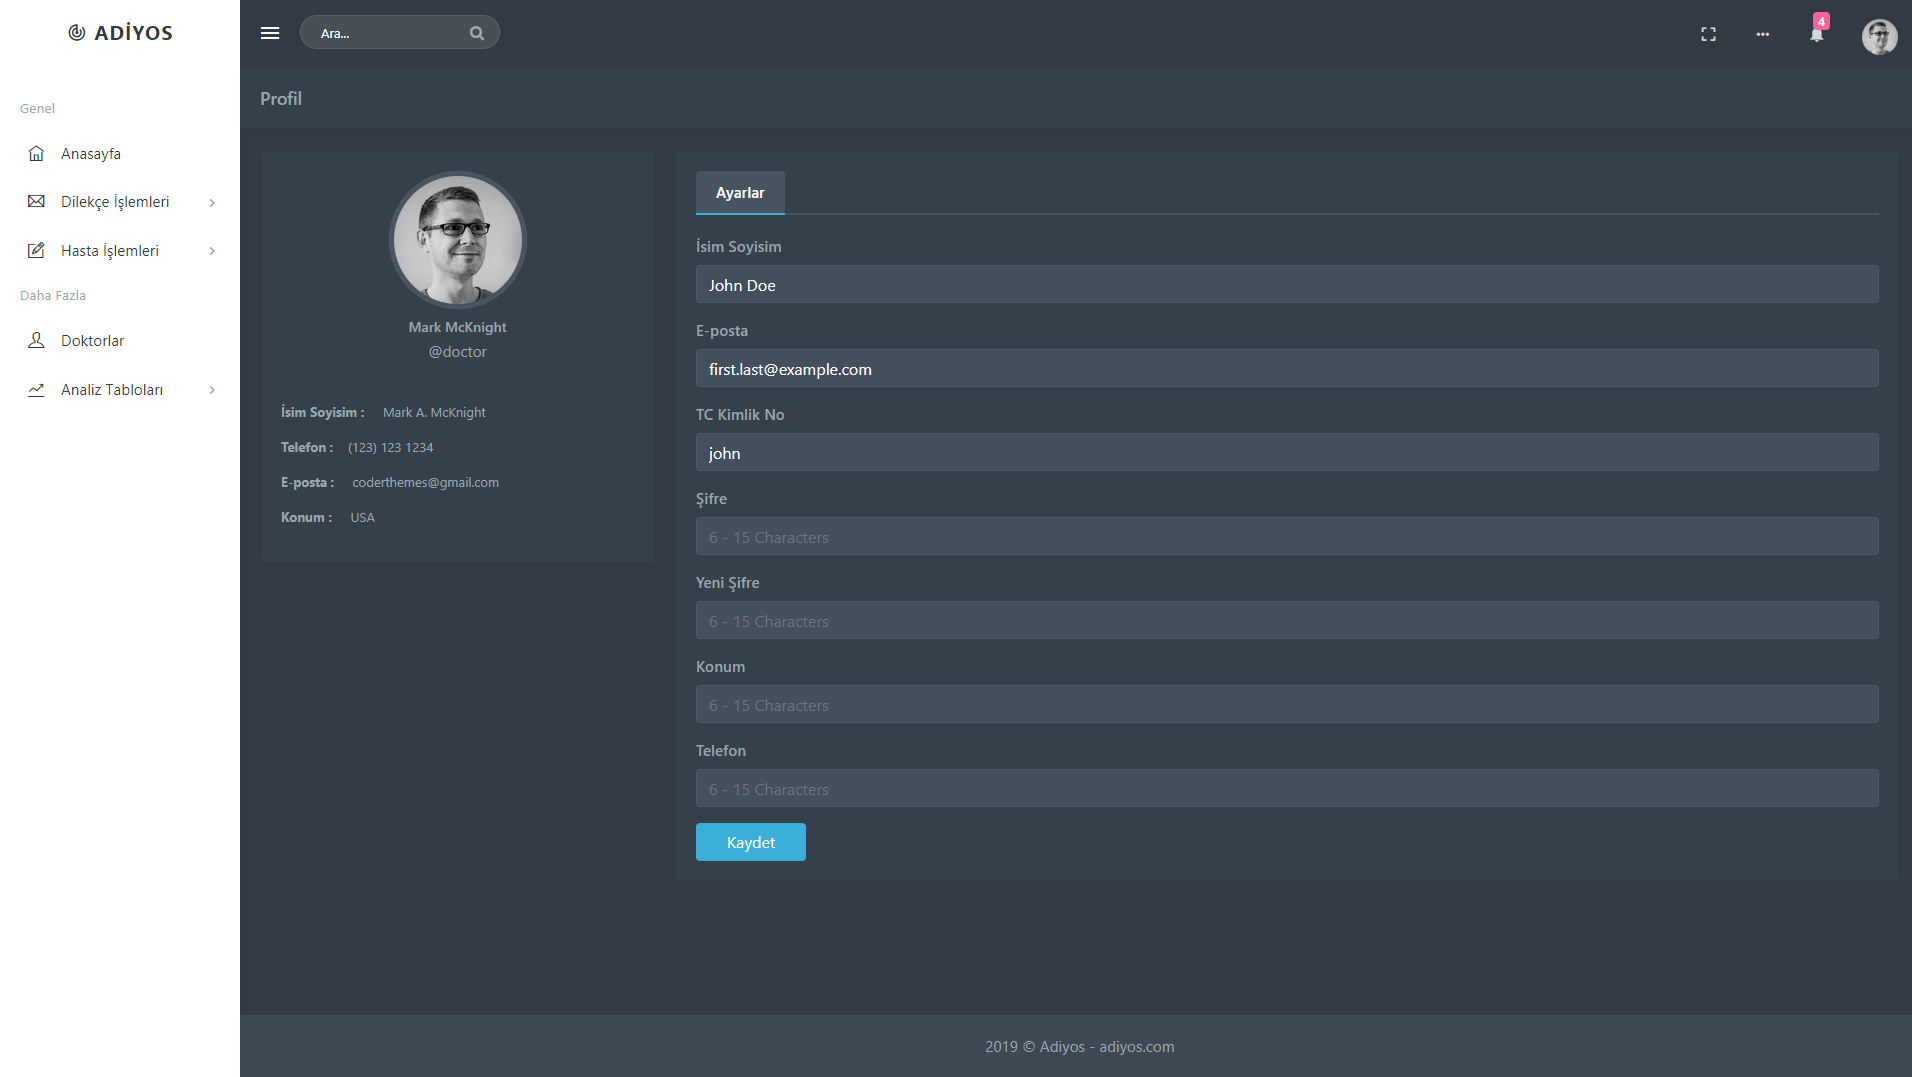 ADİYOS
Ara...
4
Profil
Genel
Anasayfa
Dilekçe İşlemleri
Hasta İşlemleri
Daha Fazla
Doktorlar
Analiz Tabloları
Mark McKnight
@doctor
İsim Soyisim : Mark A. McKnight
Telefon : (123) 123 1234
E-posta : coderthemes@gmail.com
Konum : USA
Ayarlar
İsim Soyisim
John Doe
E-posta
first.last@example.com
TC Kimlik No
john
Şifre
6 - 15 Characters
Yeni Şifre
6 - 15 Characters
Konum
6 - 15 Characters
Telefon
6 - 15 Characters
Kaydet
2019 © Adiyos - adiyos.com